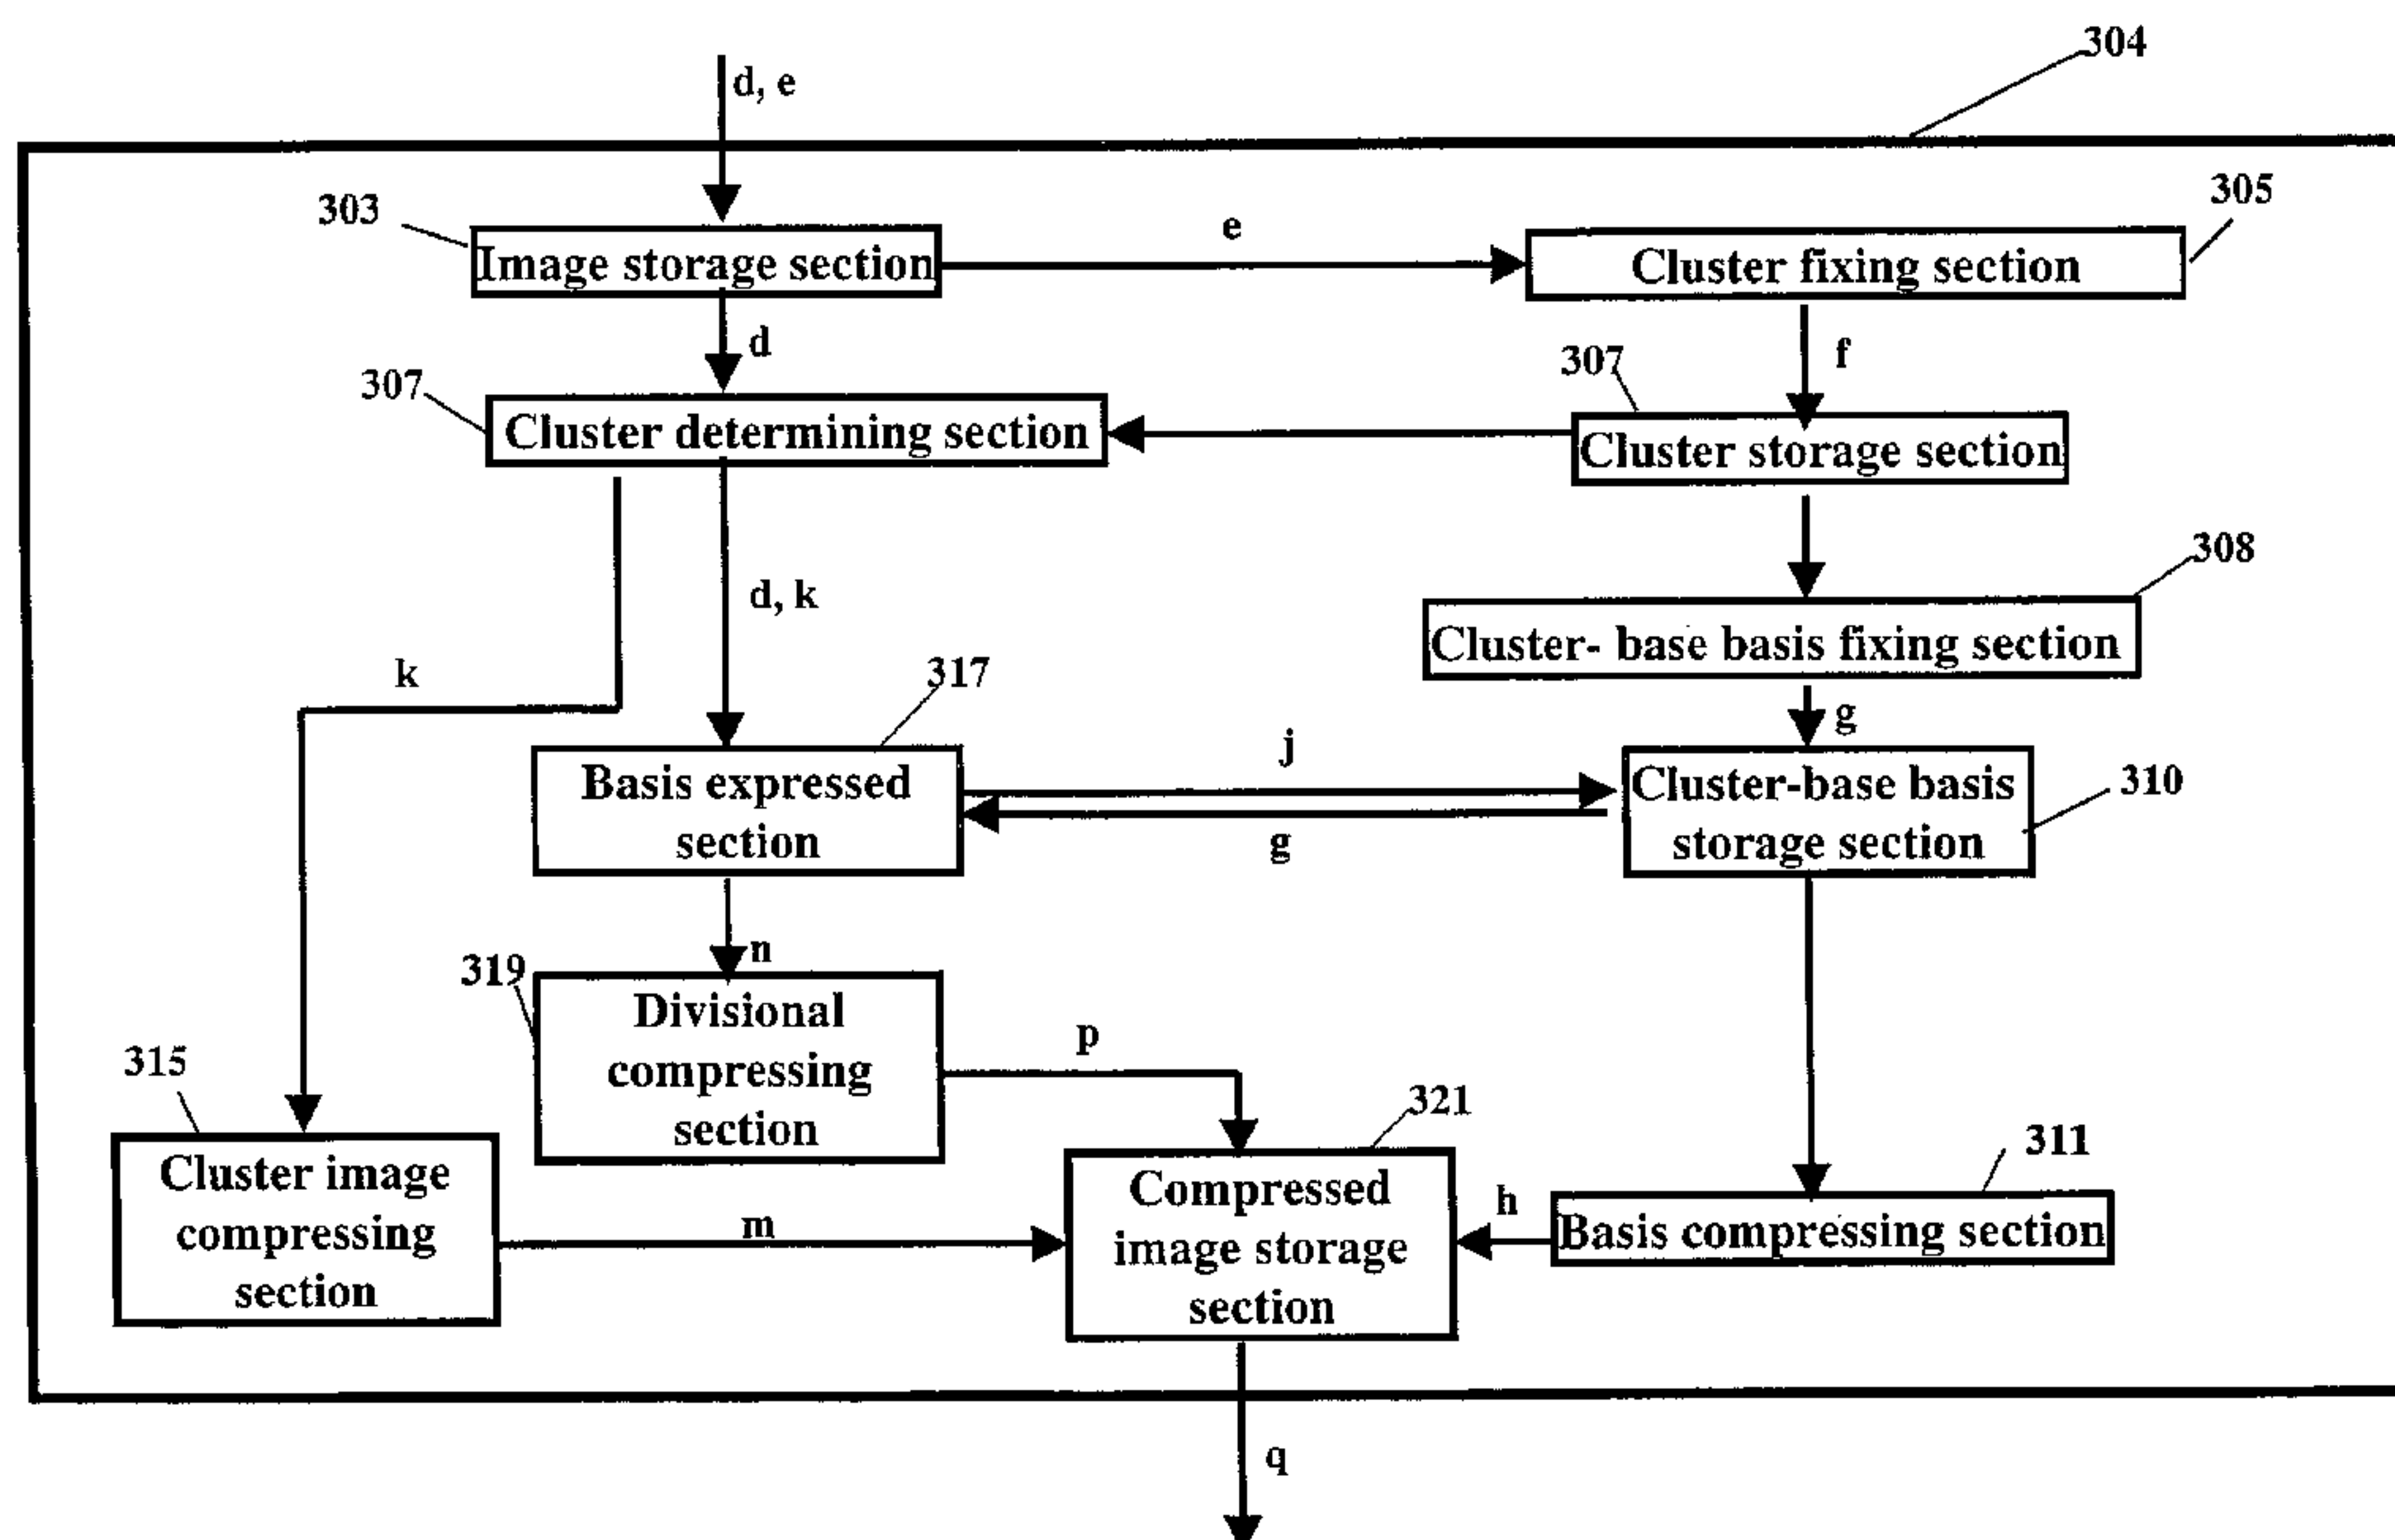 304
d, e
303
305
e
Image storage section
Cluster fixing section
d
f
307
307
Cluster determining section
Cluster storage section
308
d, k
Cluster- base basis fixing section
k
317
g
j
Basis expressed
section
Cluster-base basis
storage section
310
g
n
319
Divisional
compressing
section
p
315
321
311
Cluster image
compressing
section
m
Compressed
image storage
section
h
Basis compressing section
q